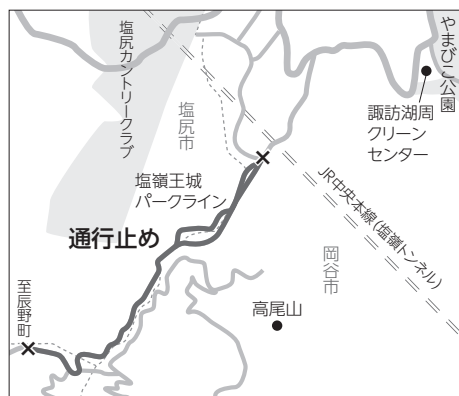 やまびこ公園
塩尻カントリークラブ
塩尻市
諏訪湖周
クリーン
センター
塩嶺王城
パークライン
JR中央本線(塩嶺トンネル)
通行止め
岡谷市
至辰野町
高尾山